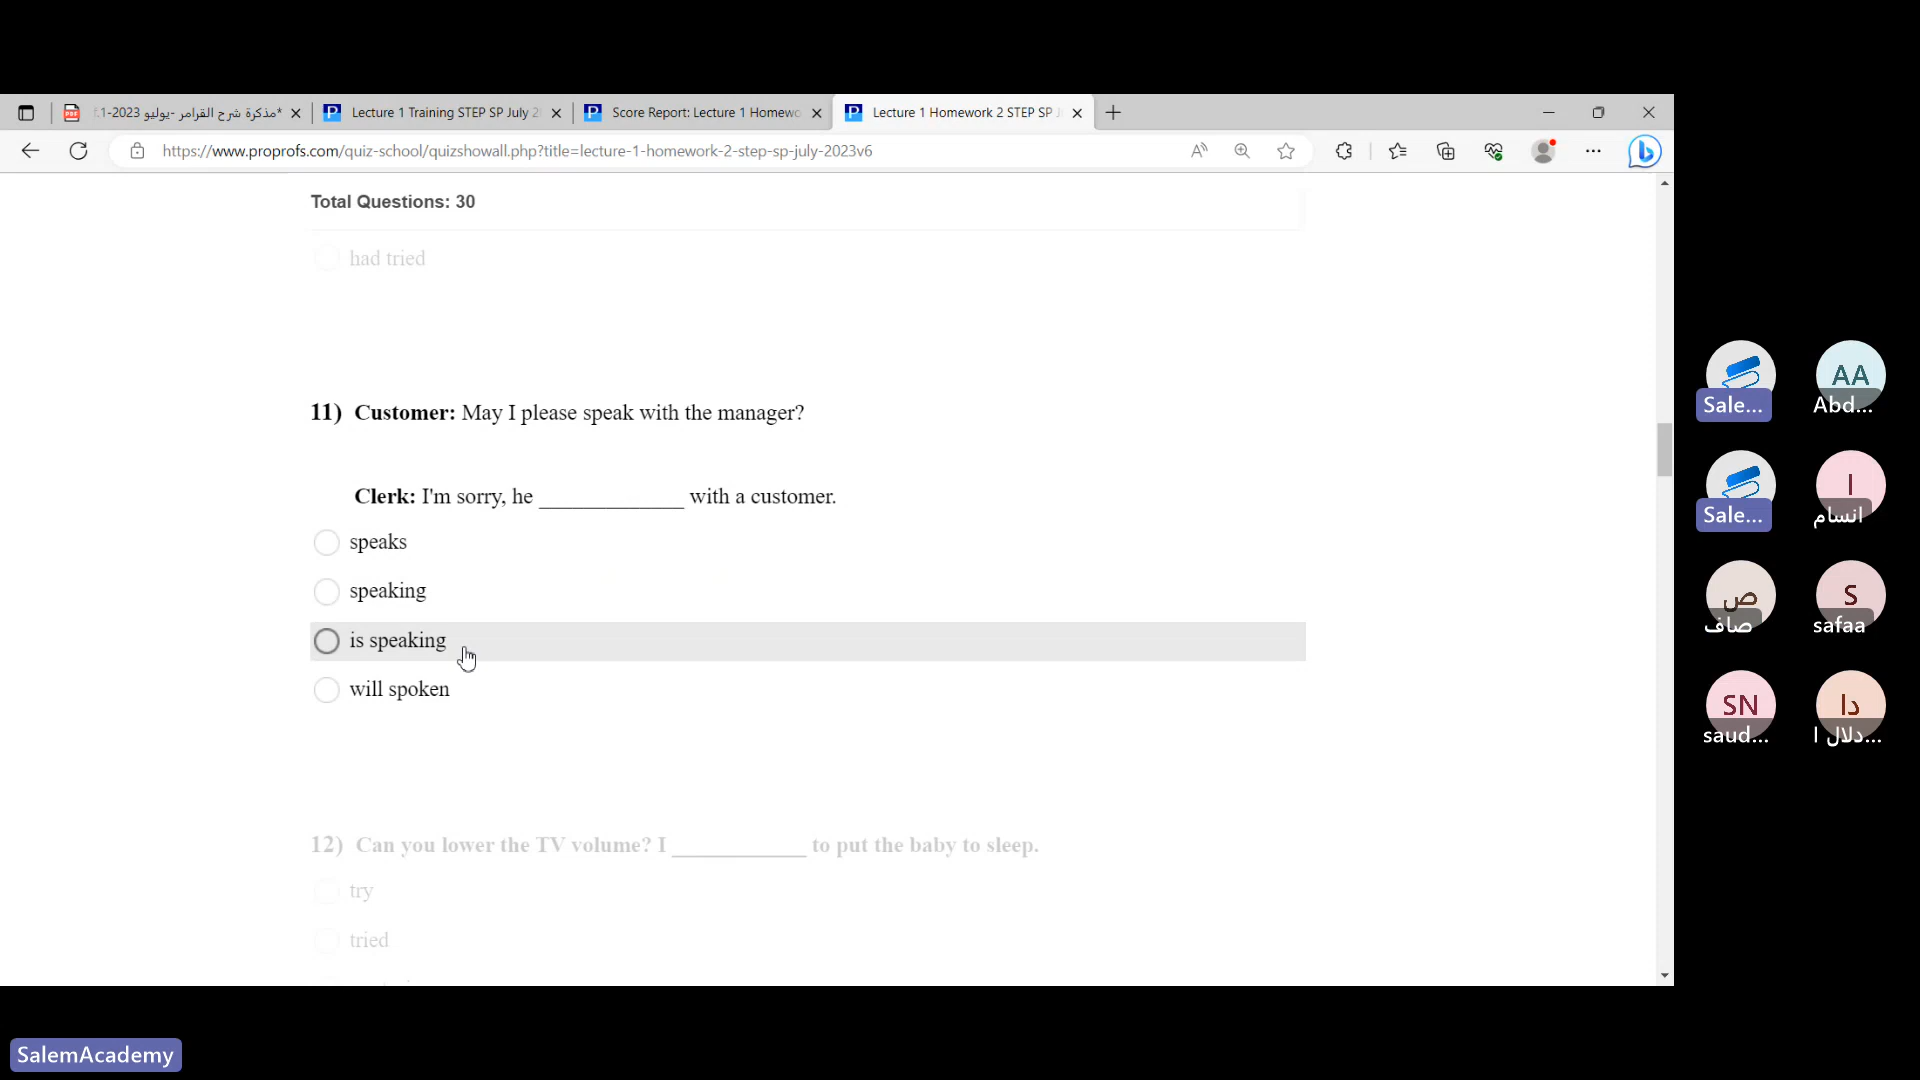 *مذكرة شرح القرامر -يوليو 2023-1.f
Lecture 1 Training STEP SP July 2
Score Report: Lecture 1 Homewo
Lecture 1 Homework 2 STEP SP J
https://www.proprofs.com/quiz-school/quizshowall.php?title=lecture-1-homework-2-step-sp-july-2023v6
Total Questions: 30
had tried
11) Customer: May I please speak with the manager?
Clerk: I'm sorry, he _____________ with a customer.
speaks
speaking
is speaking
will spoken
12) Can you lower the TV volume? I ____________ to put the baby to sleep.
try
tried
Sale...
AA
Abd...
Sale...
ا
انسام
ص
صاف
S
safaa
SN
saud...
دا
دلال ا...
SalemAcademy